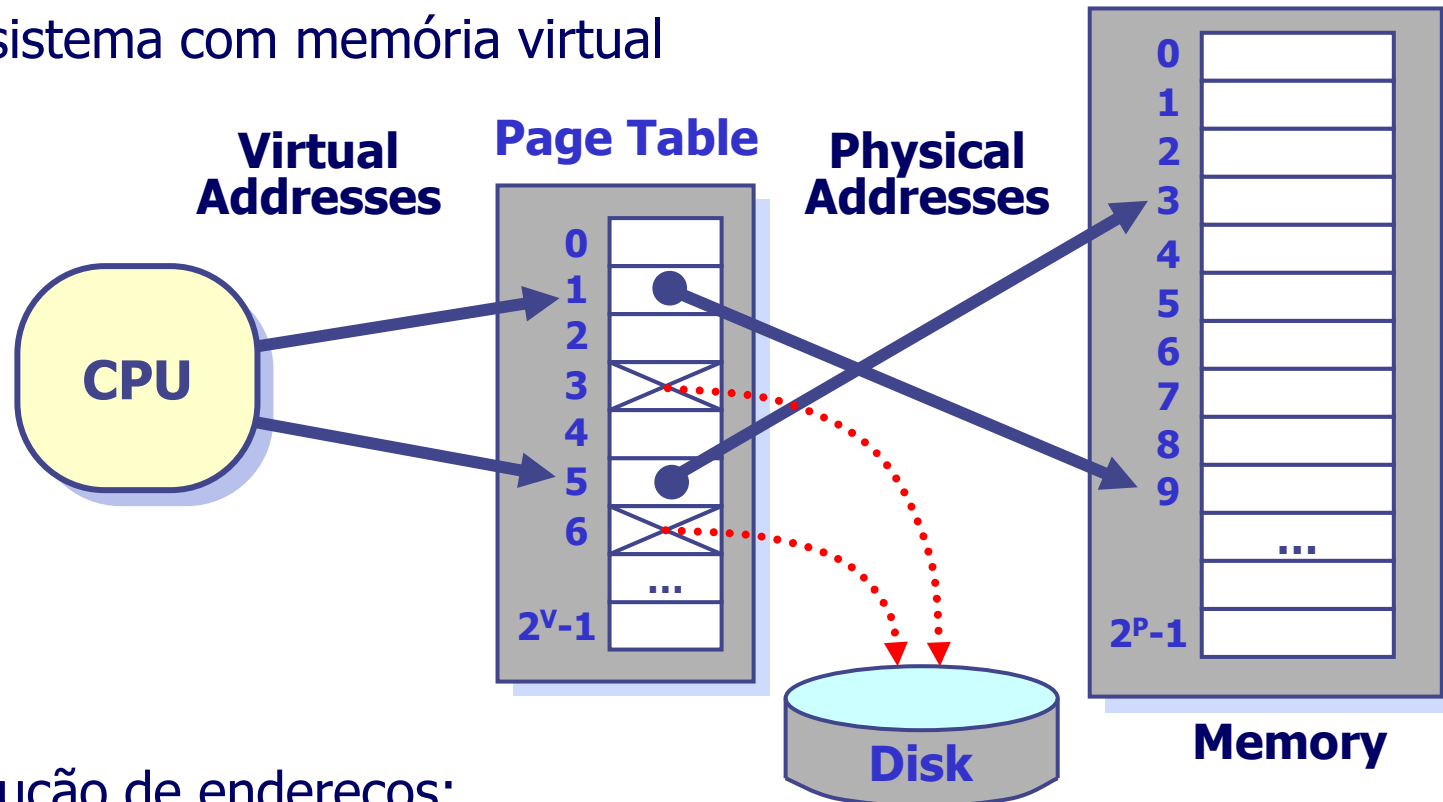 sistema com memória virtual
Virtual
Addresses
Page Table
Physical
Addresses
CPU
0
1
2
3
4
5
6
...
2ⱽ-1
0
1
2
3
4
5
6
7
8
9
...
2ᴾ-1
Disk
Memory
endereços: